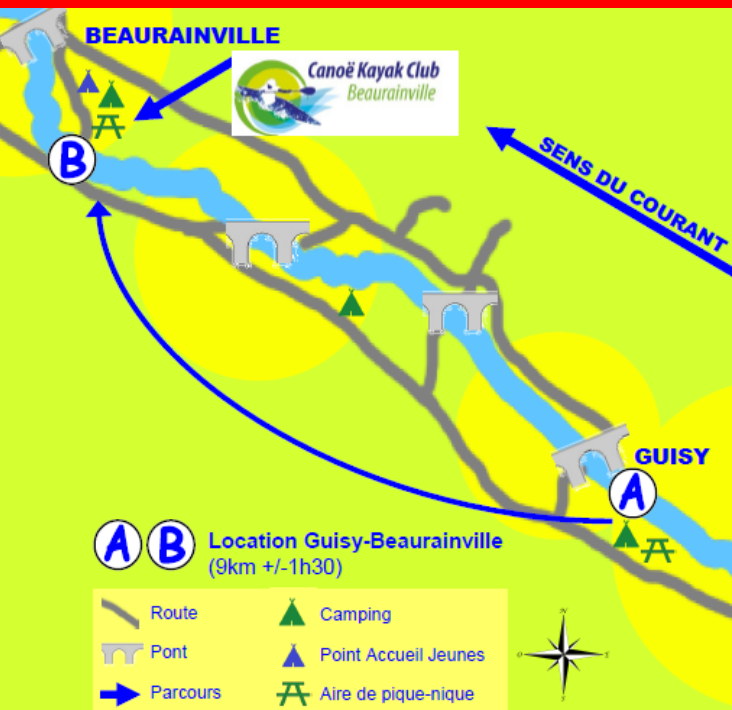 BEAURAINVILLE
Canoë Kayak Club
Beaurainville
SENS DU COURANT
B
GUISY
A
A B
Location Guisy-Beaurainville
(9km +/-1h30)
Route
Camping
Pont
Point Accueil Jeunes
Parcours
Aire de pique-nique
N
O
E
S